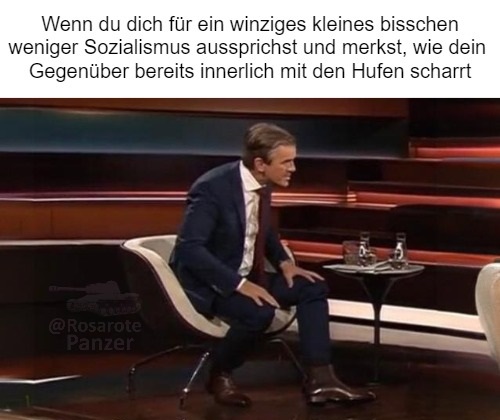 Wenn du dich für ein winziges kleines bisschen
weniger Sozialismus aussprichst und merkst, wie dein
Gegenüber bereits innerlich mit den Hufen scharrt
@Rosarote
Panzer